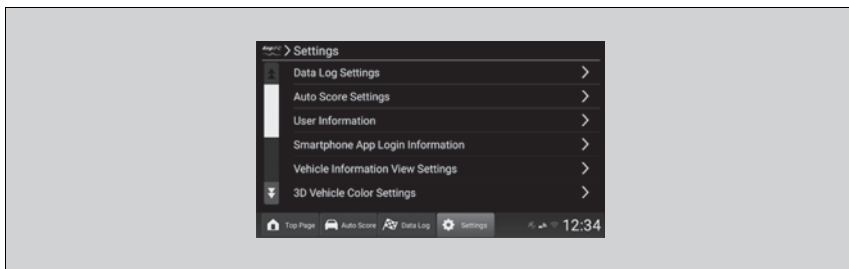 Settings
Data Log Settings
Auto Score Settings
User Information
Smartphone App Login Information
Vehicle Information View Settings
3D Vehicle Color Settings
Top Page Auto Score Data Log Settings 12:34